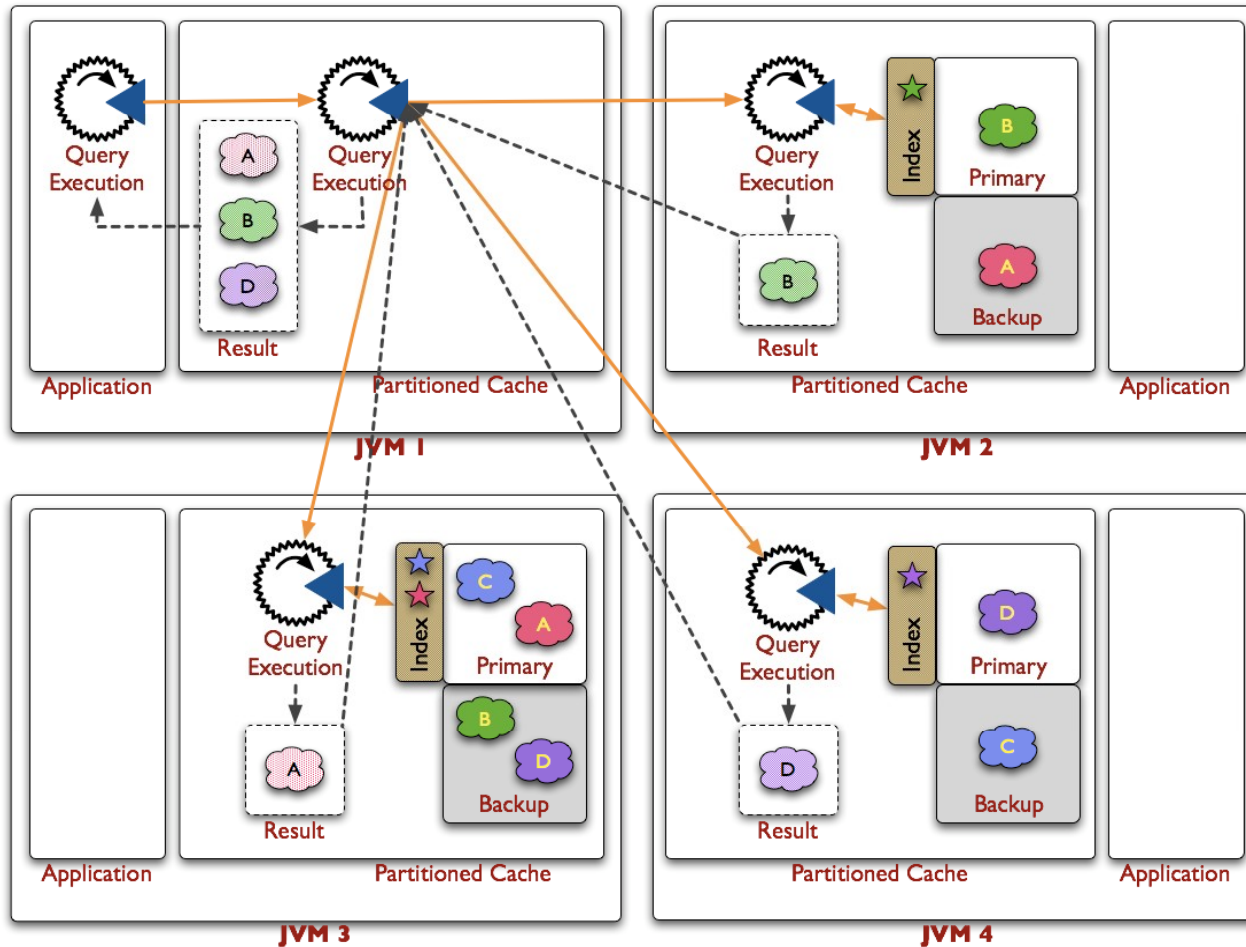 Query
Execution
A
B
D
Result
Query
Execution
Application
Partitioned Cache
JVM 1
Query
Execution
B
Result
Index
B
Primary
A
Backup
Partitioned Cache
Application
JVM 2
Query
Execution
A
Result
Index
C
A
Primary
B
D
Backup
Application
Partitioned Cache
JVM 3
Query
Execution
D
Result
Index
D
Primary
C
Backup
Partitioned Cache
Application
JVM 4